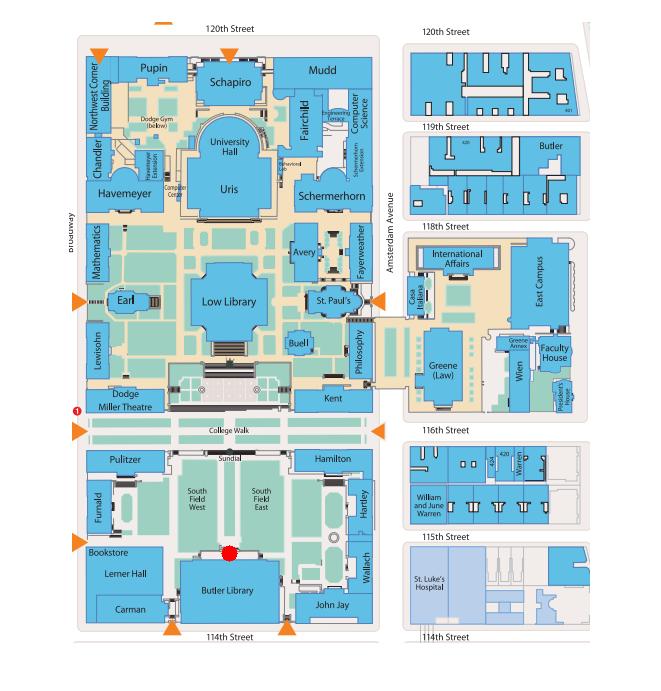 120th Street
120th Street
Pupin
Schapiro
Mudd
Northwest Corner
Building
Dodge Gym
(below)
Fairchild
Engineering
Terrace
Computer
Science
401
119th Street
Chandler
Havemeyer
Extension
University
Hall
Computer
Center
Uris
Schermerhorn
Extension
Havemeyer
Schermerhorn
420
Butler
118th Street
Broadway
Amsterdam Avenue
Mathematics
Avery
Fayerweather
International
Affairs
East Campus
Casa
Italiana
Earl
Low Library
St. Paul's
Lewisohn
Buell
Philosophy
Greene
(Law)
Greene
Annex
Wien
Faculty
House
President's
House
Dodge
Miller Theatre
Kent
1
College Walk
116th Street
Pulitzer
Sundial
Hamilton
424
420
Warren
Furnald
South
Field
West
South
Field
East
Hartley
William
and June
Warren
115th Street
Bookstore
Lerner Hall
Wallach
St. Luke's
Hospital
Butler Library
Carman
John Jay
114th Street
114th Street